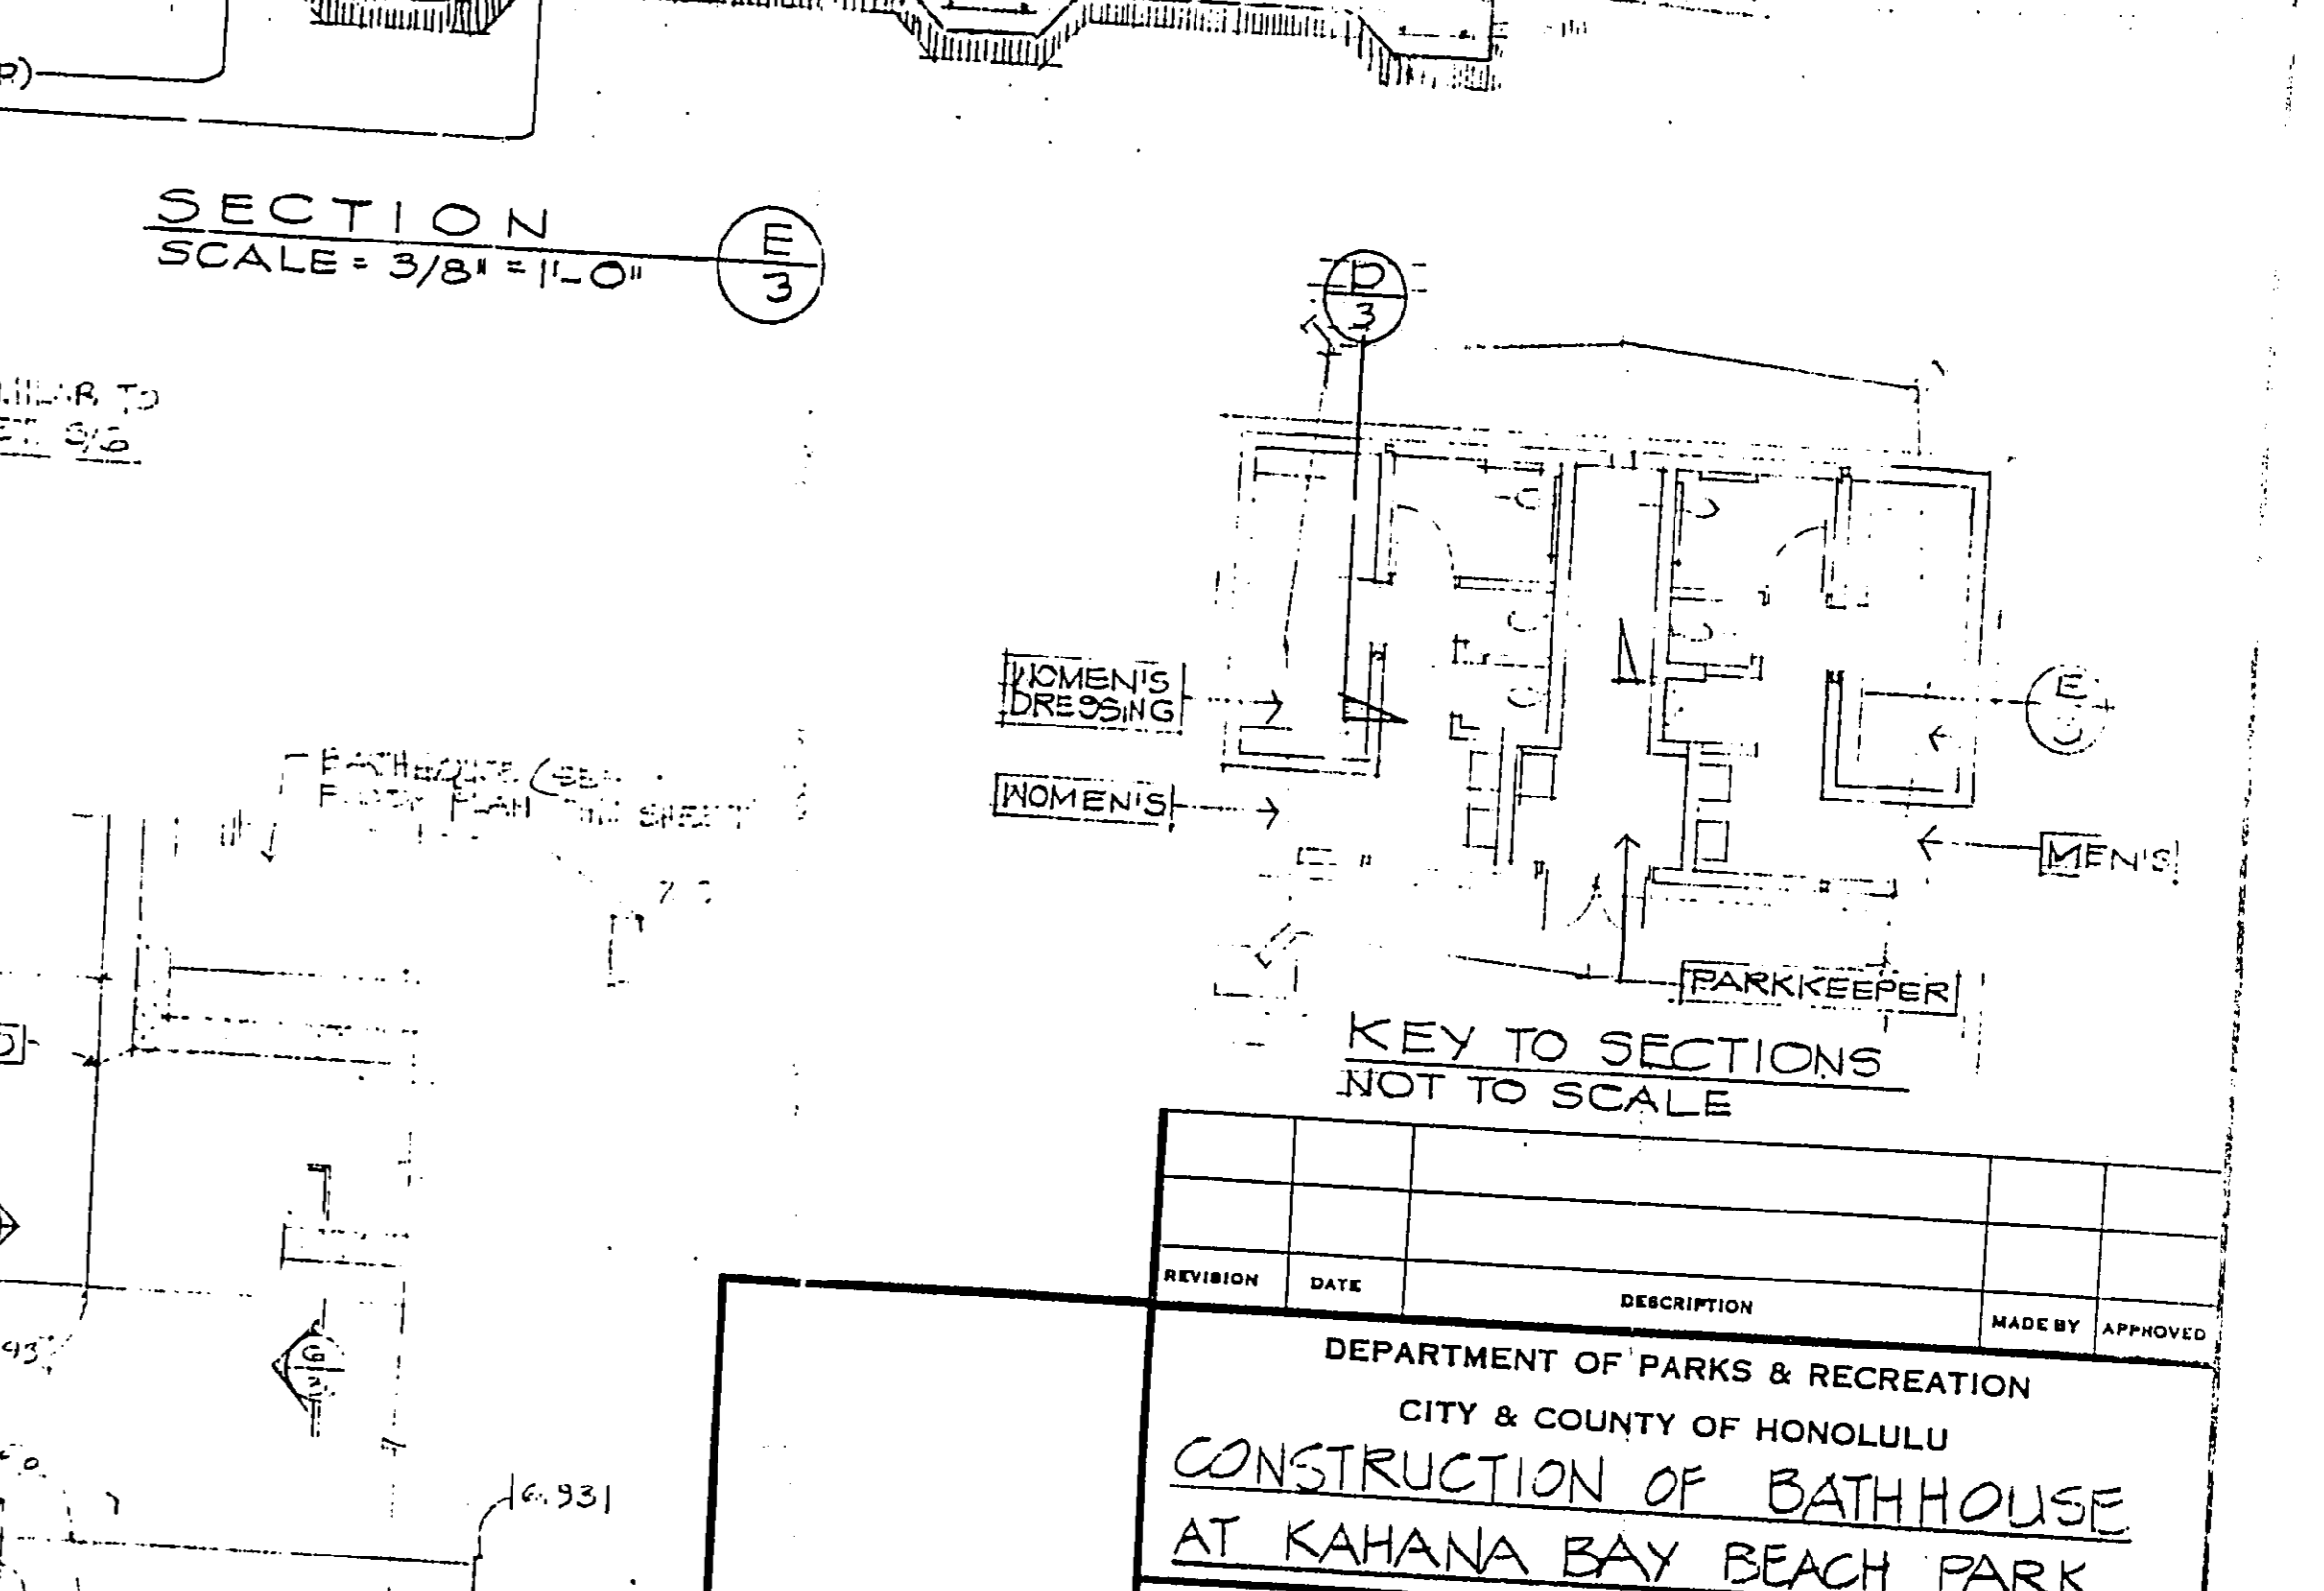 SECTION
SCALE = 3/8" = 1'-0"
E
3
D
3
TO
WOMEN'S
DRESSING
WOMEN'S
E
MEN'S
PARKKEEPER
KEY TO SECTIONS
NOT TO SCALE
PLAN
G
6.93
REVISION DATE DESCRIPTION MADE BY APPROVED
DEPARTMENT OF PARKS & RECREATION
CITY & COUNTY OF HONOLULU
CONSTRUCTION OF BATHHOUSE
AT KAHANA BAY BEACH PARK